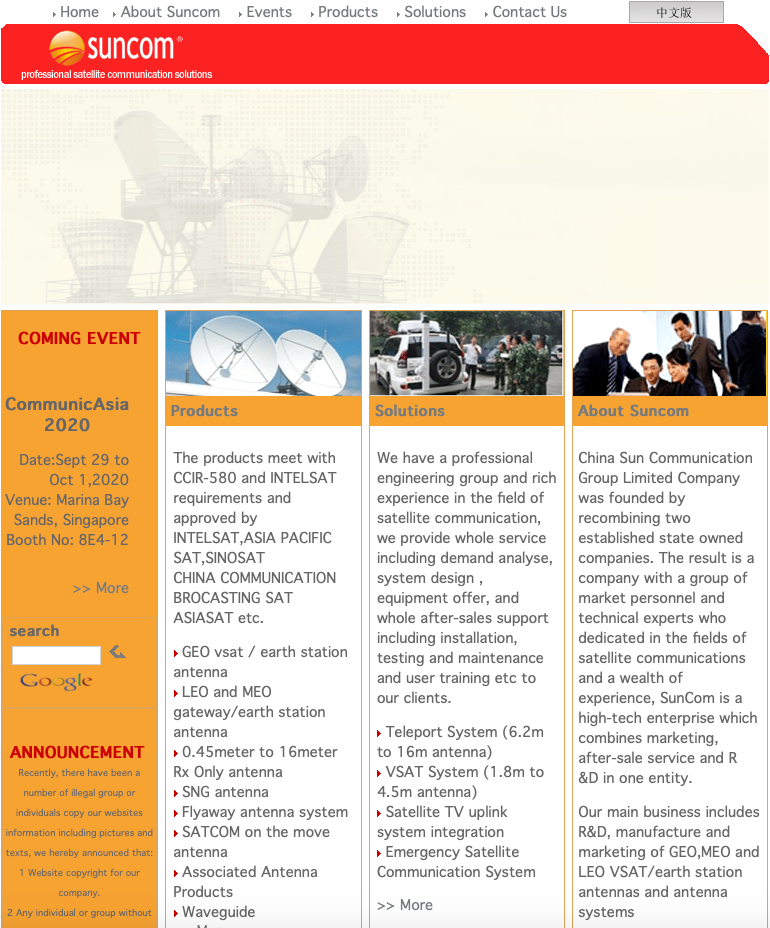 Home
About Suncom
Events
Products
Solutions
Contact Us
中文版
suncom®
professional satellite communication solutions
COMING EVENT
CommunicAsia
2020
Date:Sept 29 to
Oct 1,2020
Venue: Marina Bay
Sands, Singapore
Booth No: 8E4-12
>> More
search
Google
ANNOUNCEMENT
Recently, there have been a
number of illegal group or
individuals copy our websites
information including pictures and
texts, we hereby announced that:
1 Website copyright for our
company.
2 Any individual or group without
Products
The products meet with
CCIR-580 and INTELSAT
requirements and
approved by
INTELSAT,ASIA PACIFIC
SAT,SINOSAT
CHINA COMMUNICATION
BROCASTING SAT
ASIASAT etc.
GEO vsat / earth station
antenna
LEO and MEO
gateway/earth station
antenna
0.45meter to 16meter
Rx Only antenna
SNG antenna
Flyaway antenna system
SATCOM on the move
antenna
Associated Antenna
Products
Waveguide
Solutions
We have a professional
engineering group and rich
experience in the field of
satellite communication,
we provide whole service
including demand analyse,
system design ,
equipment offer, and
whole after-sales support
including installation,
testing and maintenance
and user training etc to
our clients.
Teleport System (6.2m
to 16m antenna)
VSAT System (1.8m to
4.5m antenna)
Satellite TV uplink
system integration
Emergency Satellite
Communication System
>> More
About Suncom
China Sun Communication
Group Limited Company
was founded by
recombining two
established state owned
companies. The result is a
company with a group of
market personnel and
technical experts who
dedicated in the fields of
satellite communications
and a wealth of
experience, SunCom is a
high-tech enterprise which
combines marketing,
after-sale service and R
&D in one entity.
Our main business includes
R&D, manufacture and
marketing of GEO,MEO and
LEO VSAT/earth station
antennas and antenna
systems